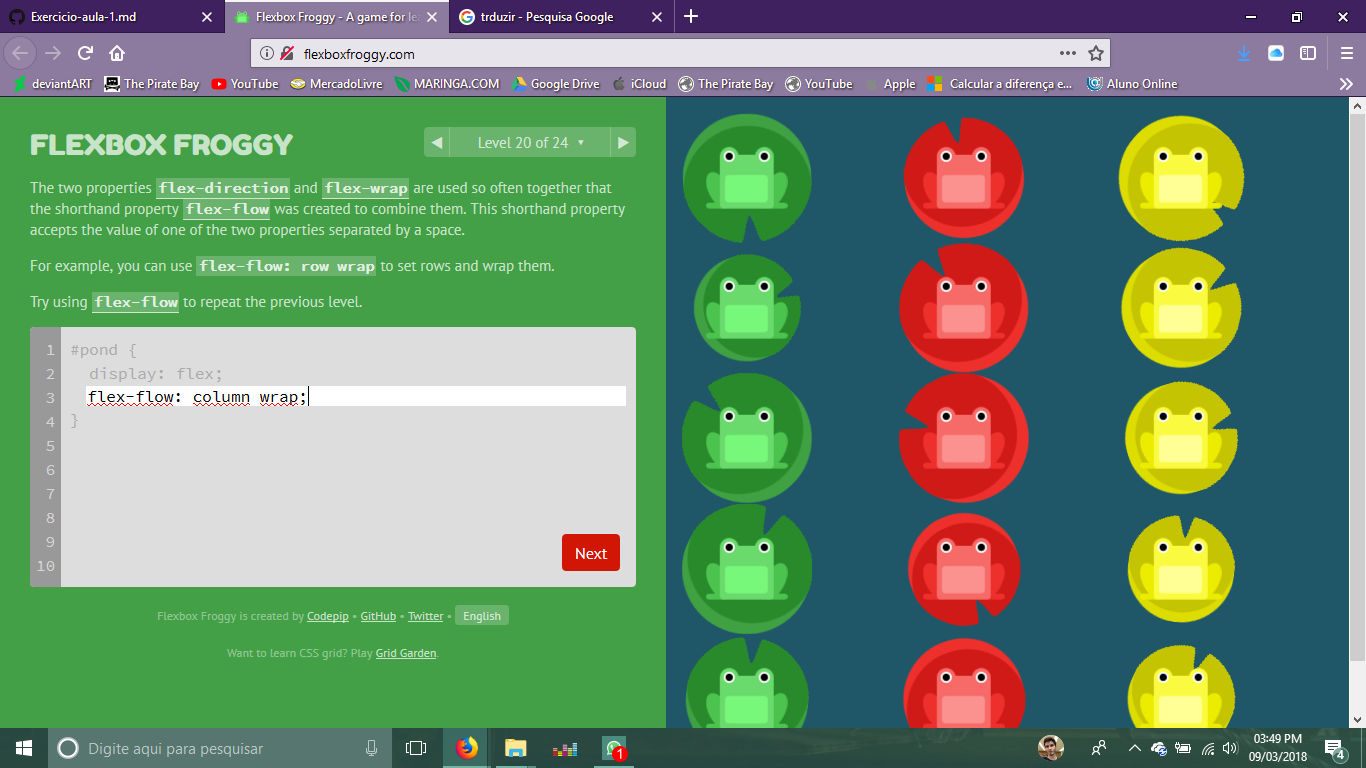 Exercicio-aula-1.md
Flexbox Froggy - A game for le
trduzir - Pesquisa Google
flexboxfroggy.com
deviantART The Pirate Bay YouTube MercadoLivre MARINGA.COM Google Drive iCloud The Pirate Bay YouTube Apple Calcular a diferença e... Aluno Online
FLEXBOX FROGGY
Level 20 of 24
The two properties flex-direction and flex-wrap are used so often together that
the shorthand property flex-flow was created to combine them. This shorthand property
accepts the value of one of the two properties separated by a space.
For example, you can use flex-flow: row wrap to set rows and wrap them.
Try using flex-flow to repeat the previous level.
1 #pond {
2 display: flex;
3 flex-flow: column wrap;
4 }
5
6
7
8
9
10
Next
Flexbox Froggy is created by Codepip • GitHub • Twitter • English
Want to learn CSS grid? Play Grid Garden.
Digite aqui para pesquisar
1
03:49 PM
09/03/2018
4